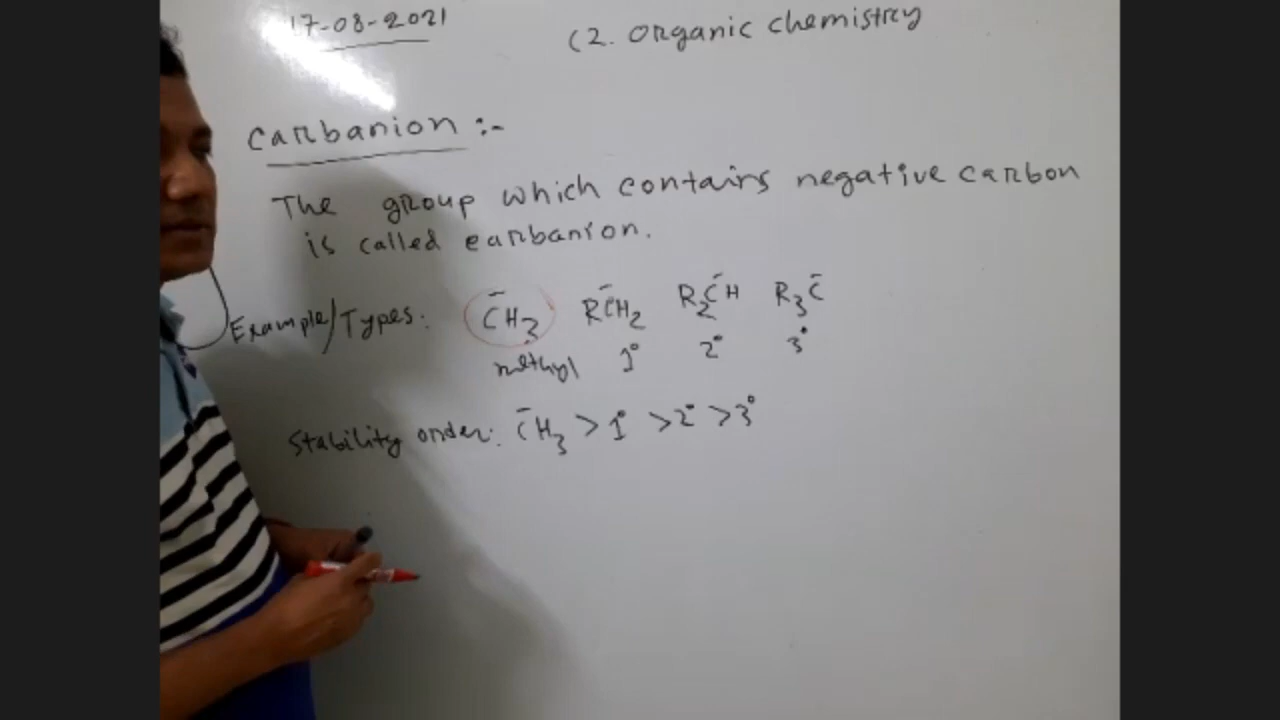 17-08-2021
(2. Organic chemistry
Carbanion :-
The group which contains negative carbon
is called carbanion.
Example/Types: C̄H₃ RC̄H₂ R₂C̄H R₃C̄
methyl 1° 2° 3°
Stability order: C̄H₃ > 1° > 2° > 3°